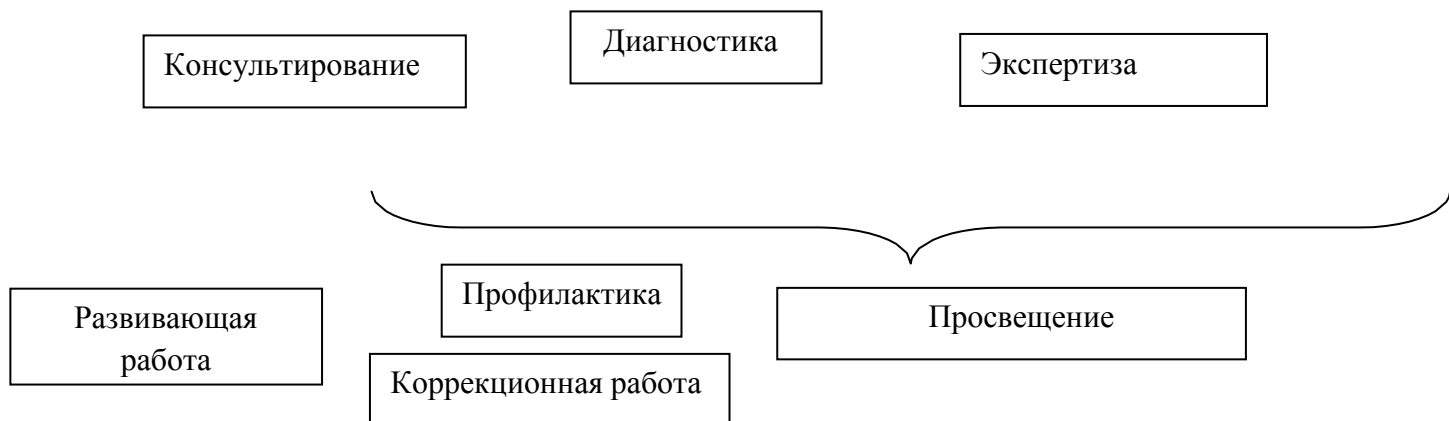 Консультирование
Диагностика
Экспертиза
Развивающая
работа
Профилактика
Просвещение
Коррекционная работа